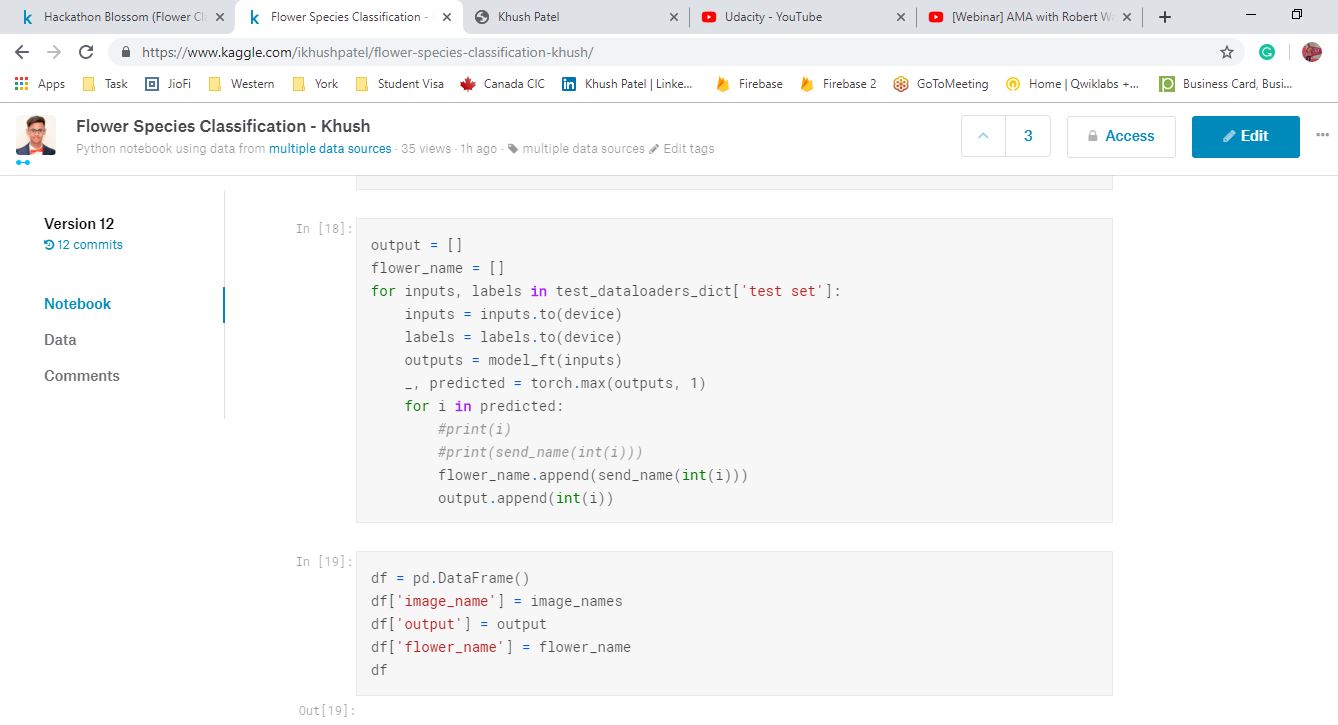 Hackathon Blossom (Flower Cl
Flower Species Classification -
Khush Patel
Udacity - YouTube
[Webinar] AMA with Robert W
https://www.kaggle.com/ikhushpatel/flower-species-classification-khush/
Apps
Task
JioFi
Western
York
Student Visa
Canada CIC
Khush Patel | Linke...
Firebase
Firebase 2
GoToMeeting
Home | Qwiklabs +...
Business Card, Busi...
Flower Species Classification - Khush
Python notebook using data from multiple data sources · 35 views · 1h ago · multiple data sources Edit tags
3
Access
Edit
Version 12
12 commits
Notebook
Data
Comments
In [18]:
output = []
flower_name = []
for inputs, labels in test_dataloaders_dict['test set']:
    inputs = inputs.to(device)
    labels = labels.to(device)
    outputs = model_ft(inputs)
    _, predicted = torch.max(outputs, 1)
    for i in predicted:
        #print(i)
        #print(send_name(int(i)))
        flower_name.append(send_name(int(i)))
        output.append(int(i))
In [19]:
df = pd.DataFrame()
df['image_name'] = image_names
df['output'] = output
df['flower_name'] = flower_name
df
Out[19]: